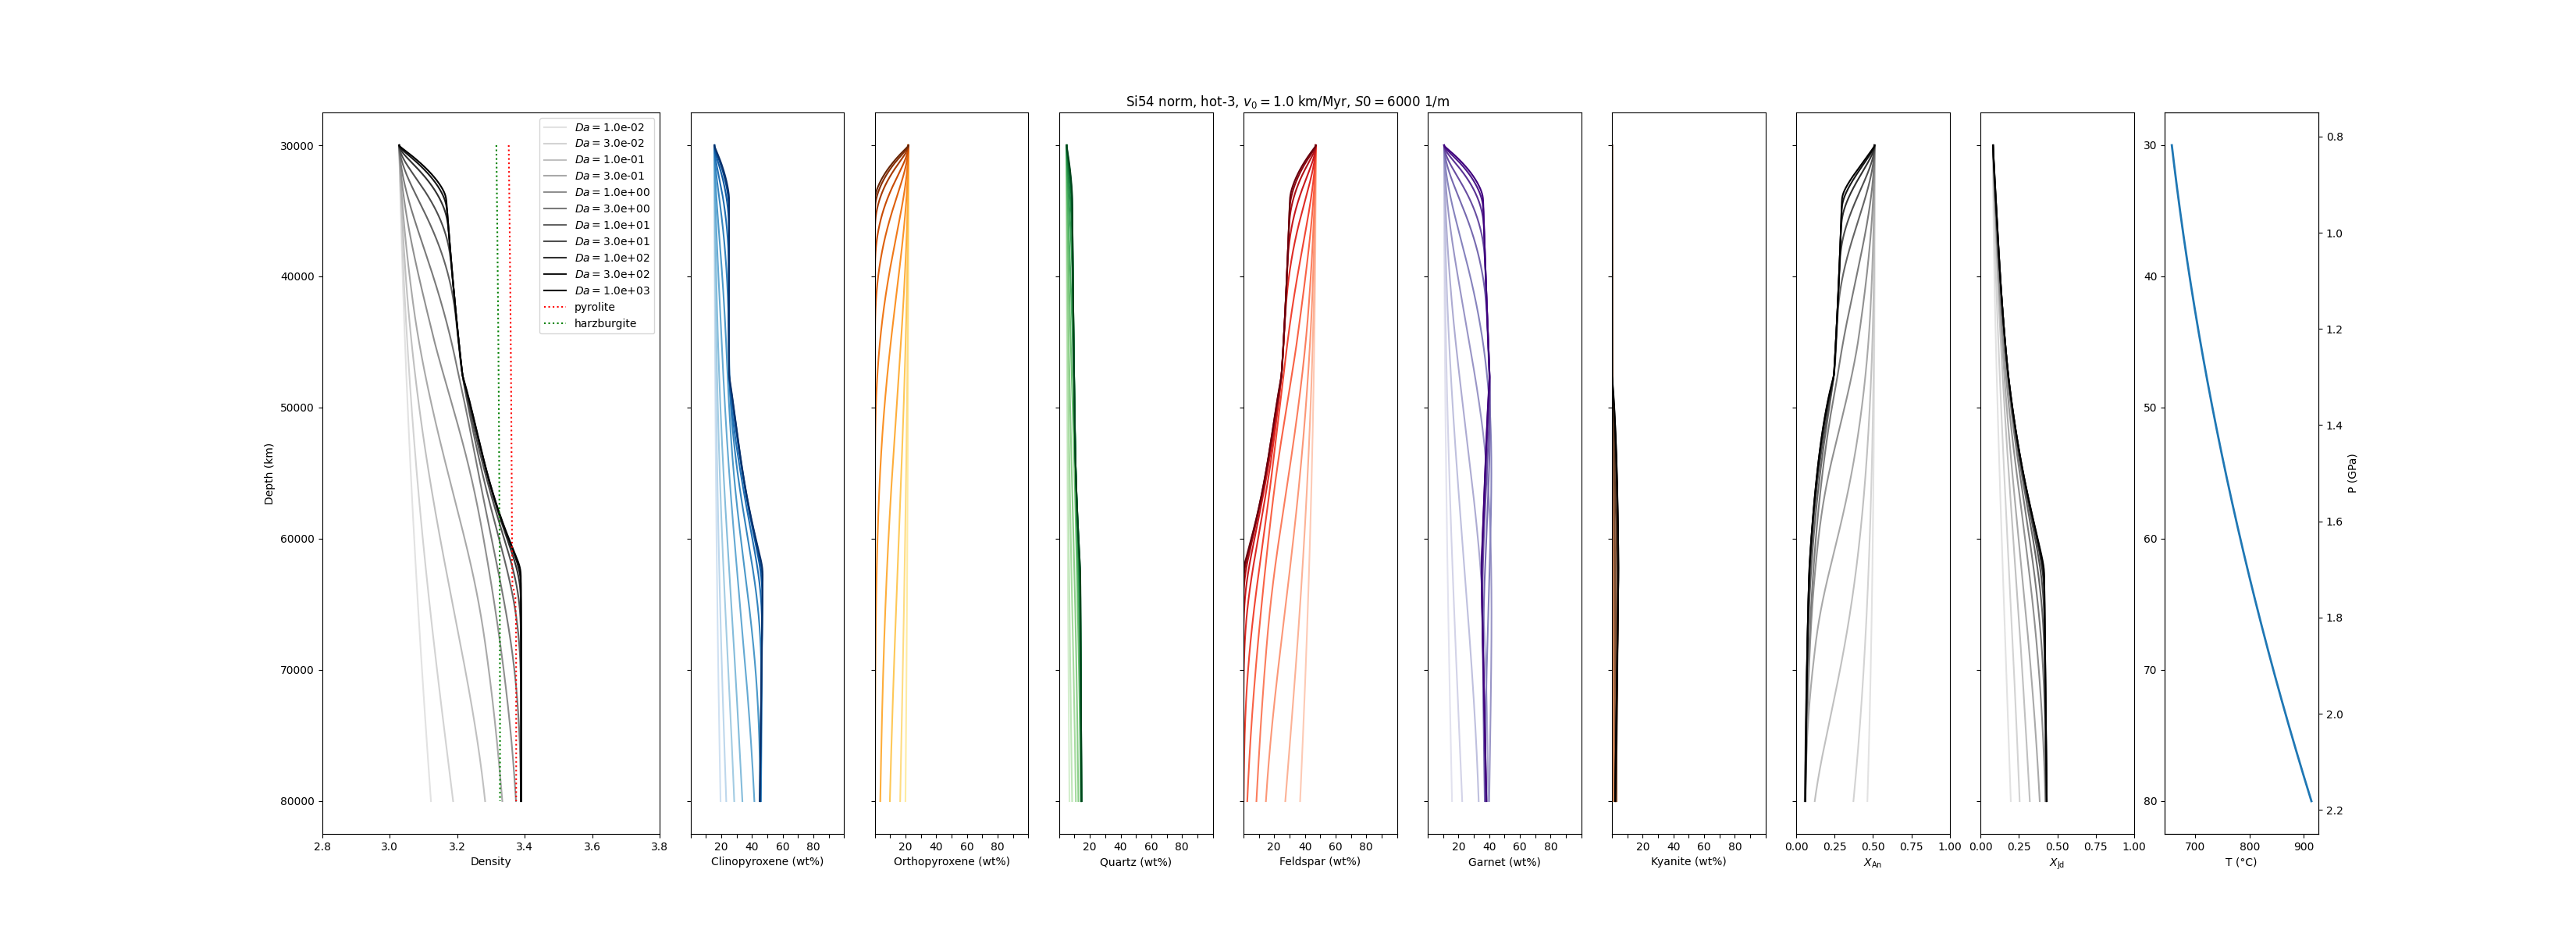 Si54 norm, hot-3, v₀ = 1.0 km/Myr, S0 = 6000 1/m
Da = 1.0e-02
Da = 3.0e-02
Da = 1.0e-01
Da = 3.0e-01
Da = 1.0e+00
Da = 3.0e+00
Da = 1.0e+01
Da = 3.0e+01
Da = 1.0e+02
Da = 3.0e+02
Da = 1.0e+03
pyrolite
harzburgite
Depth (km)
30000
40000
50000
60000
70000
80000
2.8 3.0 3.2 3.4 3.6 3.8
Density
20 40 60 80
Clinopyroxene (wt%)
20 40 60 80
Orthopyroxene (wt%)
20 40 60 80
Quartz (wt%)
20 40 60 80
Feldspar (wt%)
20 40 60 80
Garnet (wt%)
20 40 60 80
Kyanite (wt%)
0.00 0.25 0.50 0.75 1.00
X_An
0.00 0.25 0.50 0.75 1.00
X_Jd
30
40
50
60
70
80
700 800 900
T (°C)
0.8
1.0
1.2
1.4
1.6
1.8
2.0
2.2
P (GPa)